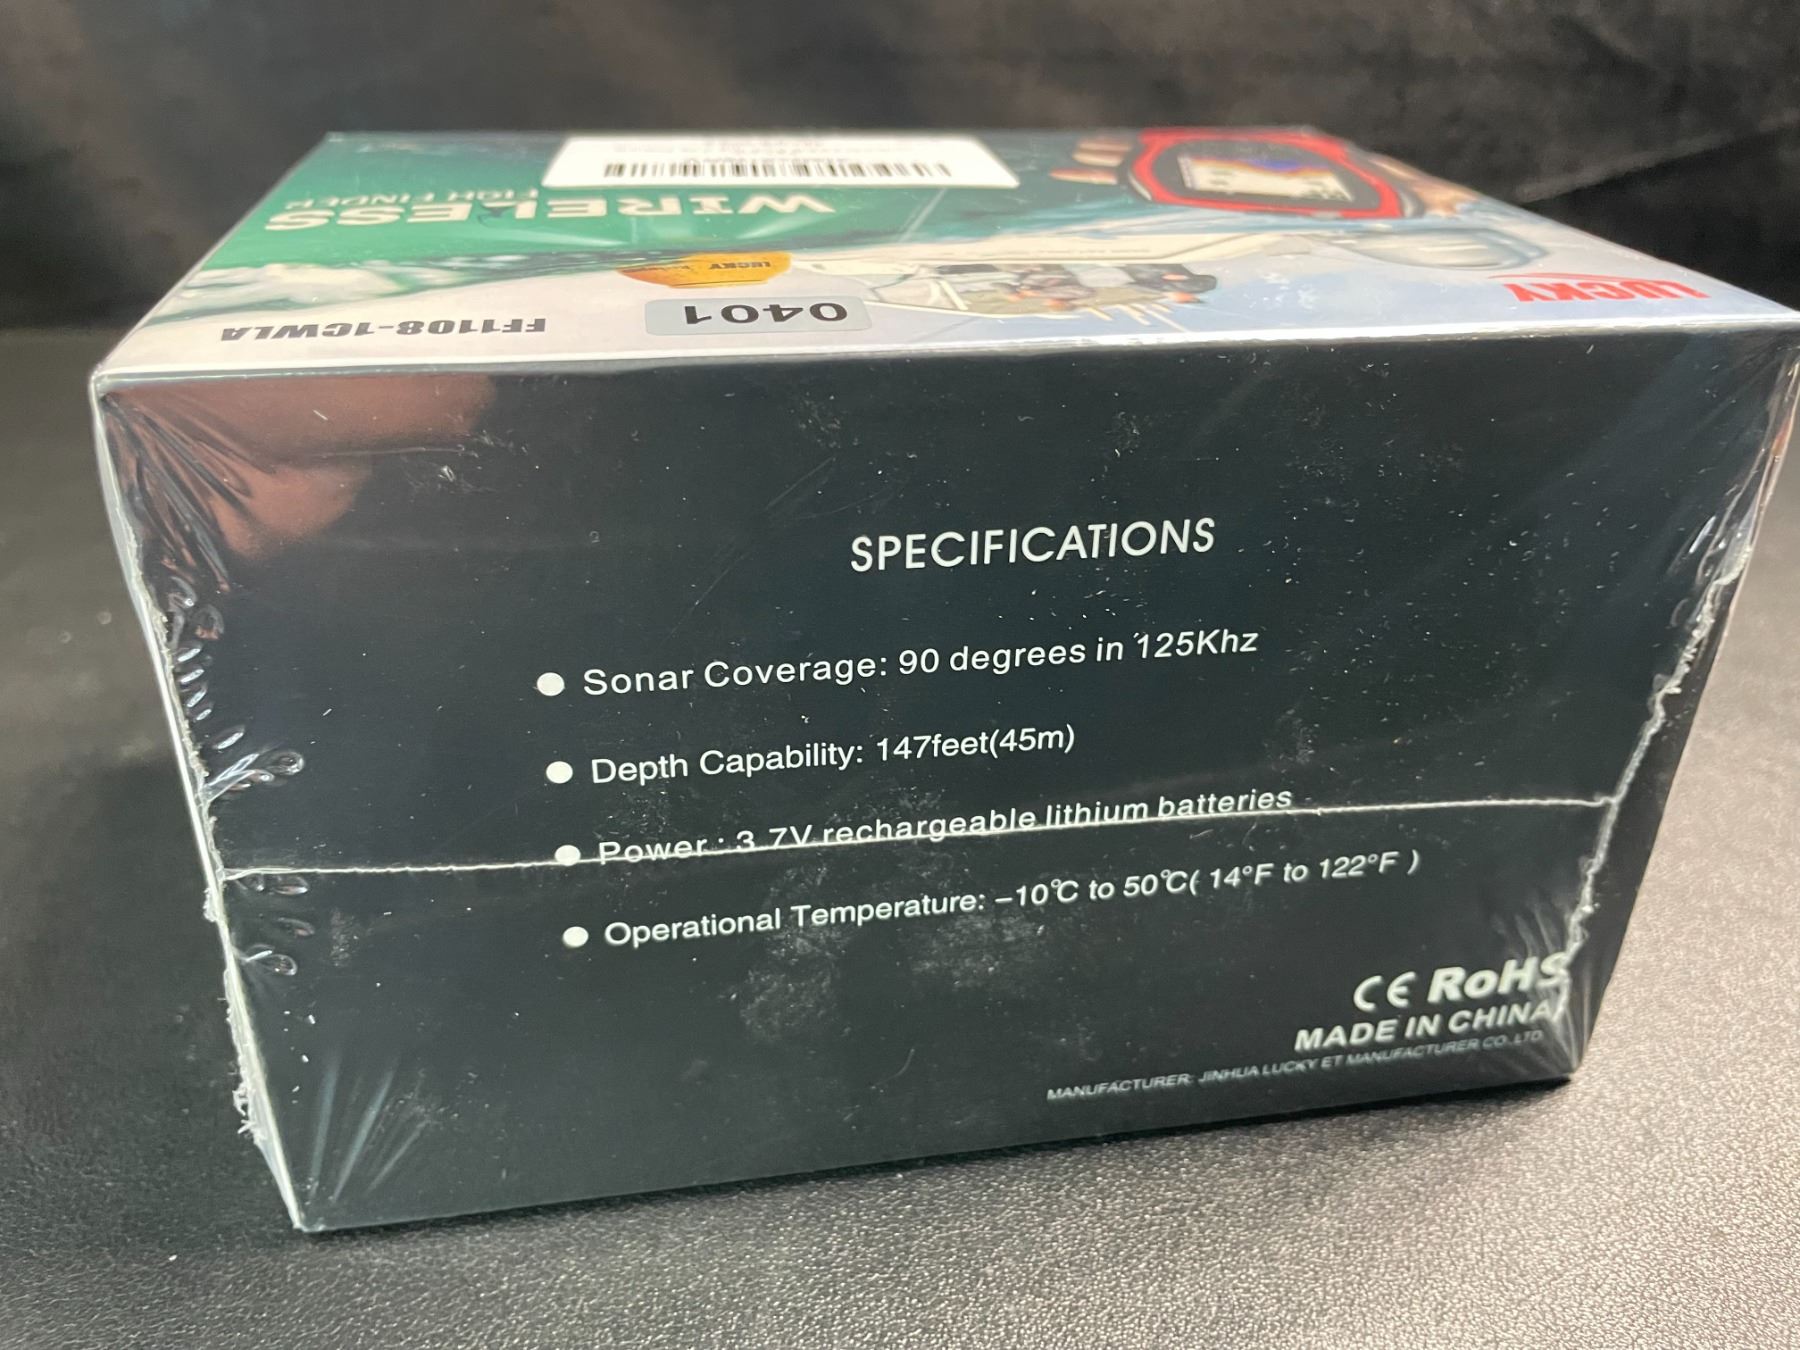 WIRELESS
FISH FINDER
LUCKY
0401
FF1108-1CWLA
LUCKY
SPECIFICATIONS
● Sonar Coverage: 90 degrees in 125Khz
● Depth Capability: 147feet(45m)
● Power : 3.7V rechargeable lithium batteries
● Operational Temperature: –10℃ to 50℃( 14°F to 122°F )
CE RoHS
MADE IN CHINA
MANUFACTURER: JINHUA LUCKY ET MANUFACTURER CO.,LTD